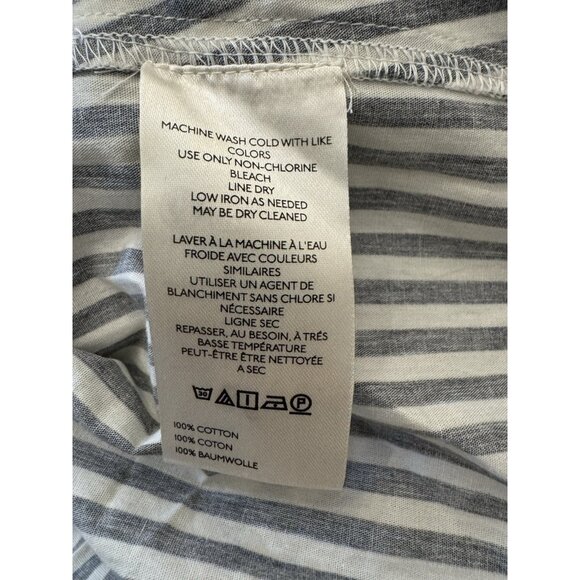 MACHINE WASH COLD WITH LIKE
COLORS
USE ONLY NON-CHLORINE
BLEACH
LINE DRY
LOW IRON AS NEEDED
MAY BE DRY CLEANED
LAVER À LA MACHINE À L'EAU
FROIDE AVEC COULEURS
SIMILAIRES
UTILISER UN AGENT DE
BLANCHIMENT SANS CHLORE SI
NÉCESSAIRE
LIGNE SEC
REPASSER, AU BESOIN, À TRÉS
BASSE TEMPÉRATURE
PEUT-ÊTRE ÊTRE NETTOYÉE
A SEC
30 P
100% COTTON
100% COTON
100% BAUMWOLLE